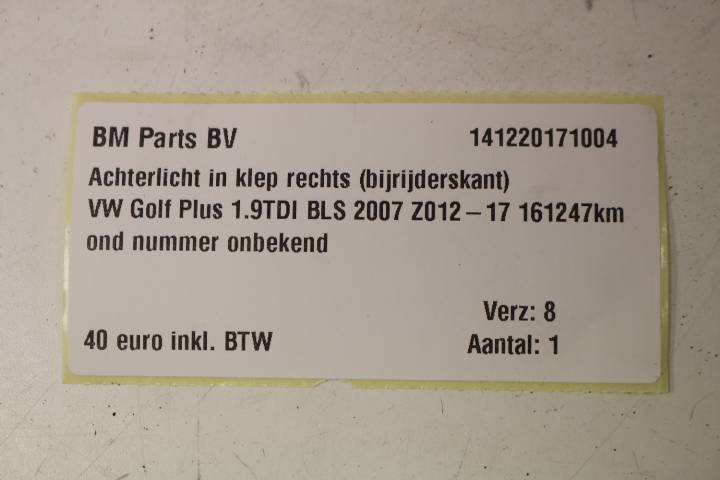 BM Parts BV 141220171004
Achterlicht in klep rechts (bijrijderskant)
VW Golf Plus 1.9TDI BLS 2007 Z012-17 161247km
ond nummer onbekend
Verz: 8
40 euro inkl. BTW Aantal: 1